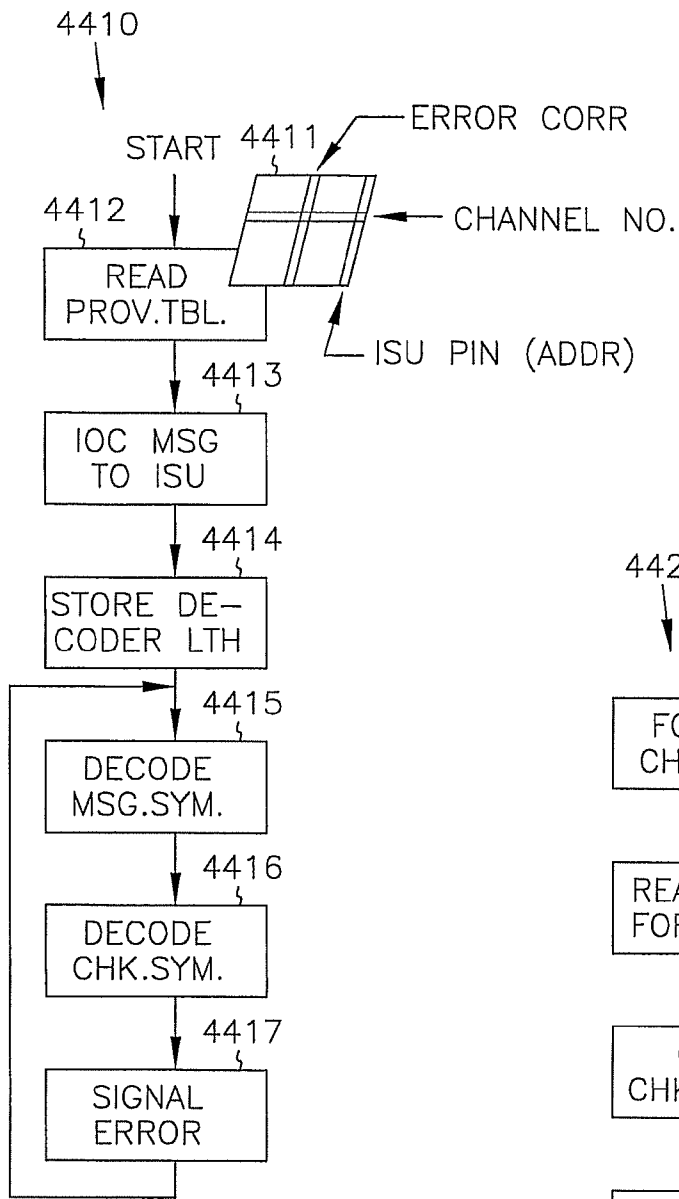 4410
START
4411
ERROR CORR
CHANNEL NO.
ISU PIN (ADDR)
4412
READ
PROV.TBL.
4413
IOC MSG
TO ISU
4414
STORE DE-
CODER LTH
4415
DECODE
MSG.SYM.
4416
DECODE
CHK.SYM.
4417
SIGNAL
ERROR